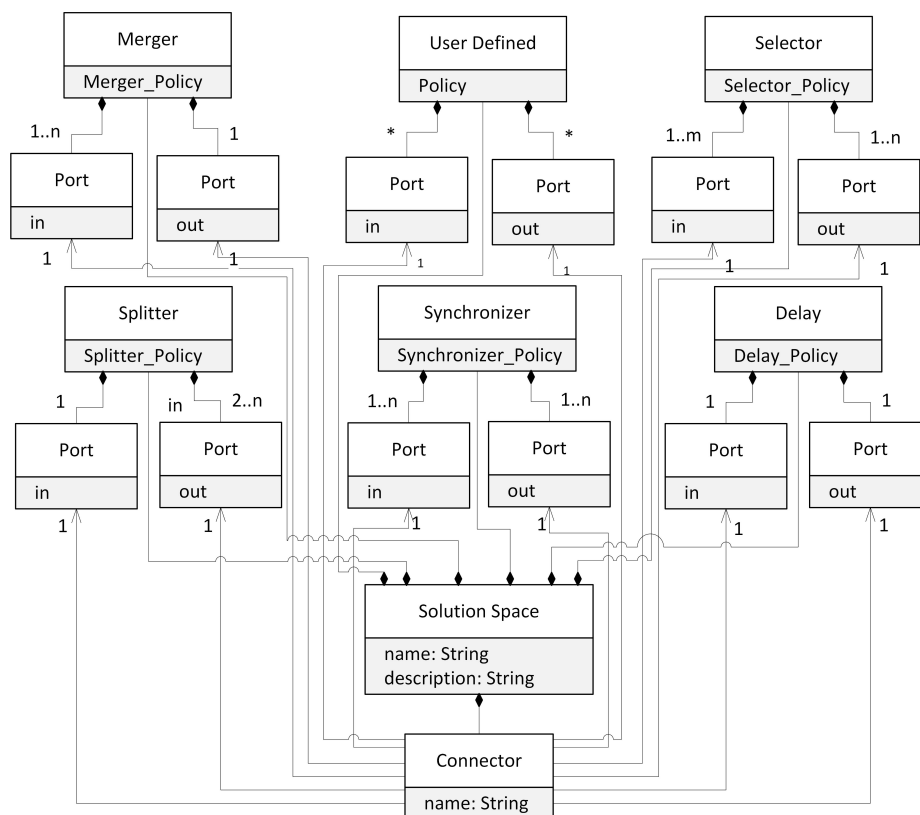 Merger
Merger_Policy
User Defined
Policy
Selector
Selector_Policy
1..n
1
*
*
1..m
1..n
Port
in
Port
out
Port
in
Port
out
Port
in
Port
out
1
1
1
1
1
1
Splitter
Splitter_Policy
Synchronizer
Synchronizer_Policy
Delay
Delay_Policy
1
in
2..n
1..n
1..n
1
1
Port
in
Port
out
Port
in
Port
out
Port
in
Port
out
1
1
1
1
1
1
Solution Space
name: String
description: String
Connector
name: String